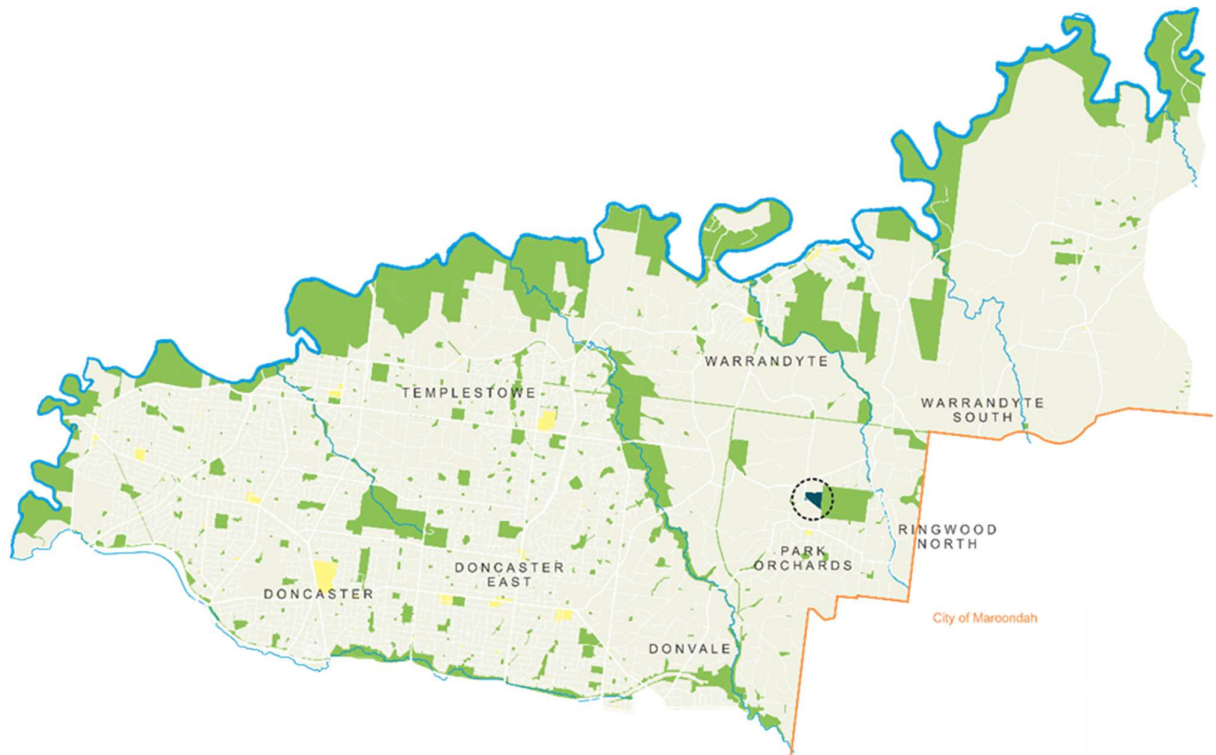 WARRANDYTE
TEMPLESTOWE
WARRANDYTE
SOUTH
RINGWOOD
NORTH
PARK
ORCHARDS
DONCASTER
EAST
DONCASTER
City of Maroondah
DONVALE